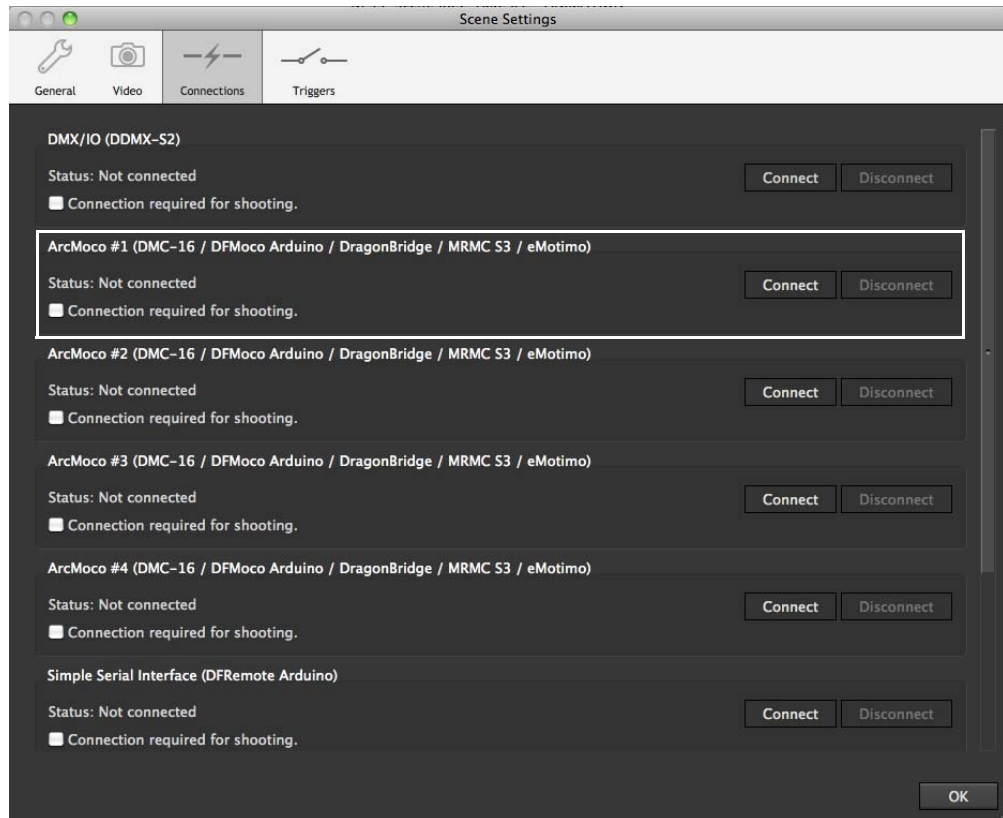 Scene Settings
General Video Connections Triggers
DMX/IO (DDMX-S2)
Status: Not connected
Connect Disconnect
Connection required for shooting.
ArcMoco #1 (DMC-16 / DFMoco Arduino / DragonBridge / MRMC S3 / eMotimo)
Status: Not connected
Connect Disconnect
Connection required for shooting.
ArcMoco #2 (DMC-16 / DFMoco Arduino / DragonBridge / MRMC S3 / eMotimo)
Status: Not connected
Connect Disconnect
Connection required for shooting.
ArcMoco #3 (DMC-16 / DFMoco Arduino / DragonBridge / MRMC S3 / eMotimo)
Status: Not connected
Connect Disconnect
Connection required for shooting.
ArcMoco #4 (DMC-16 / DFMoco Arduino / DragonBridge / MRMC S3 / eMotimo)
Status: Not connected
Connect Disconnect
Connection required for shooting.
Simple Serial Interface (DFRemote Arduino)
Status: Not connected
Connect Disconnect
Connection required for shooting.
OK